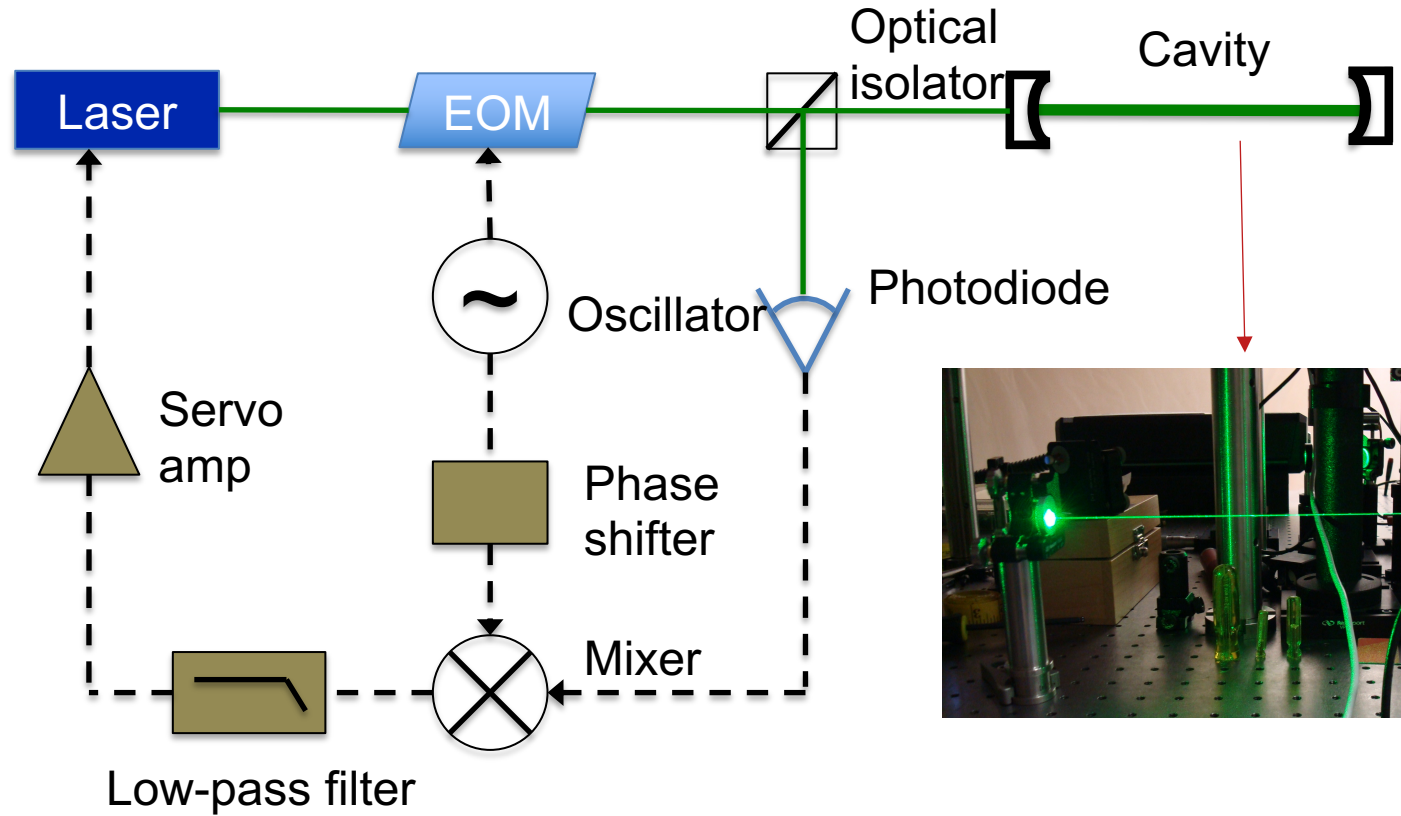 Optical
isolator
Cavity
Laser
EOM
~
Oscillator
Photodiode
Servo
amp
Phase
shifter
Mixer
Low-pass filter